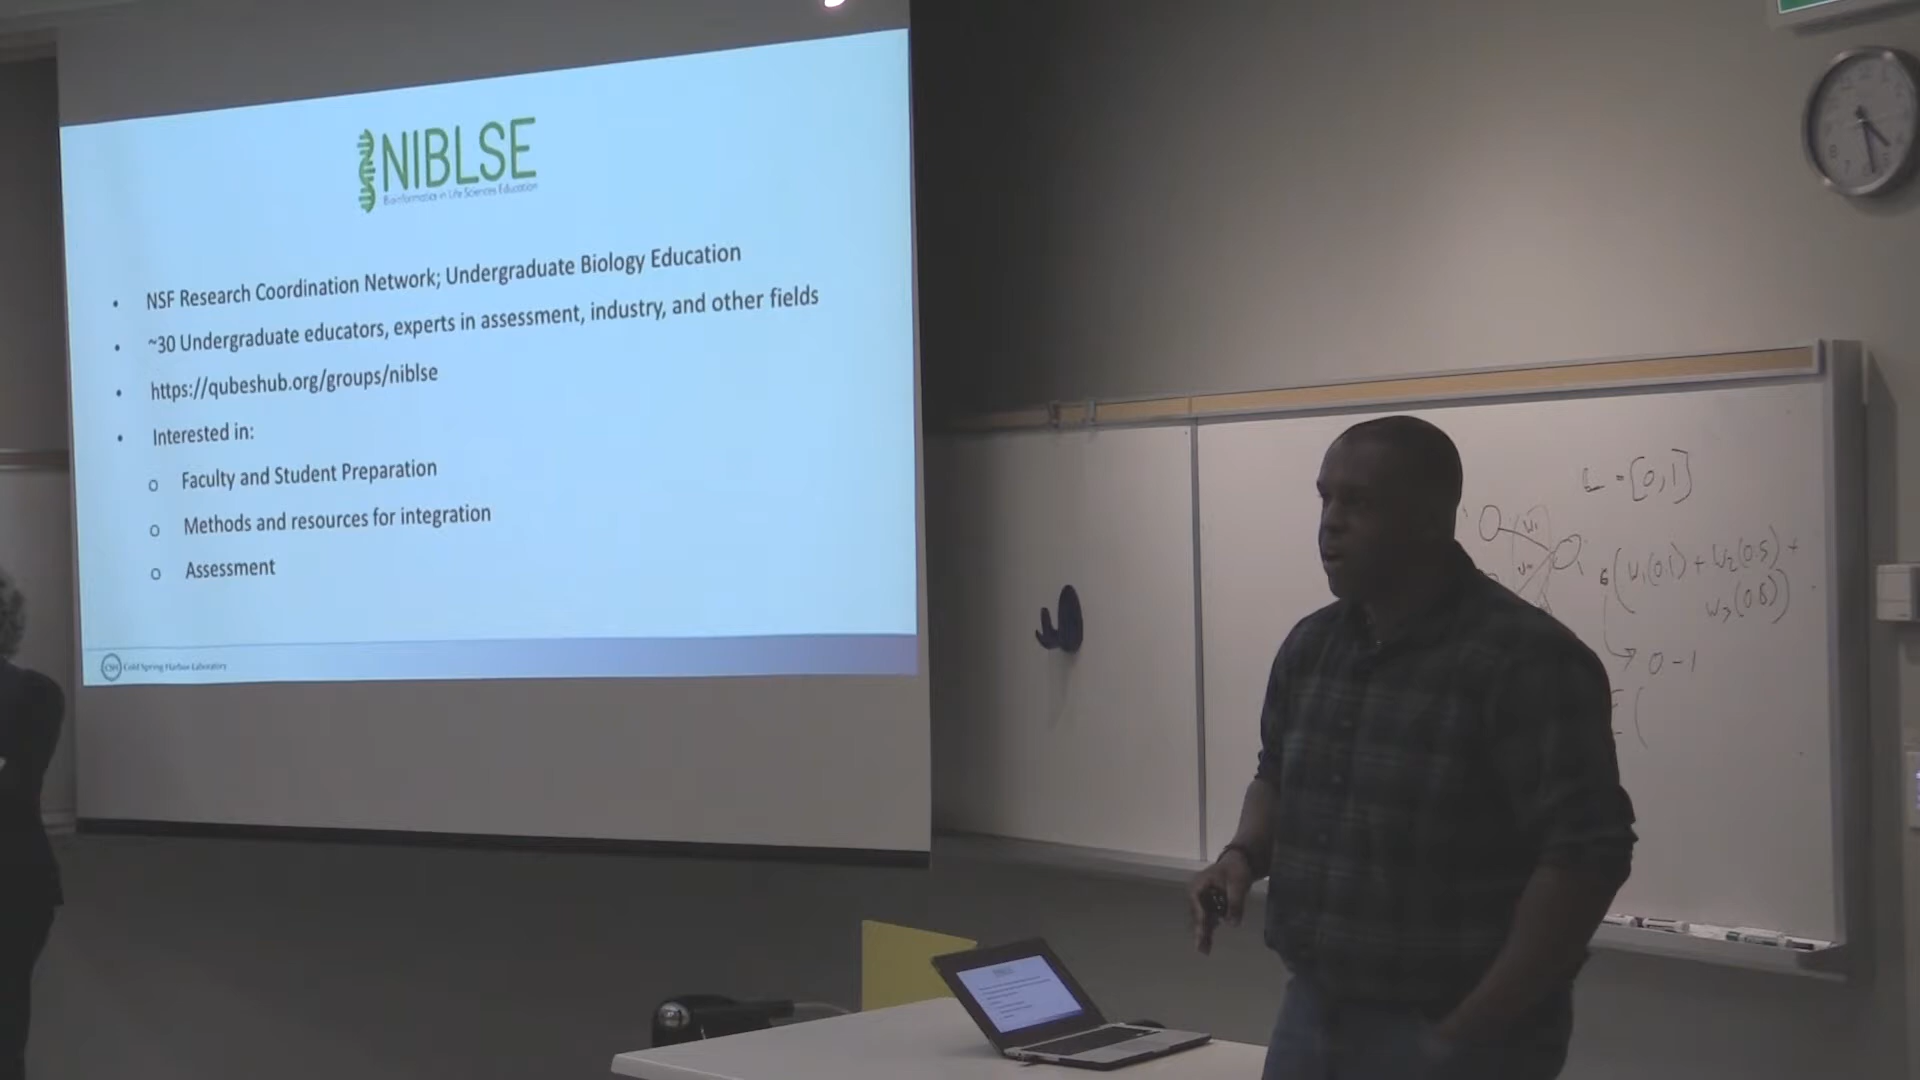 NIBLSE
Bioinformatics in Life Sciences Education
• NSF Research Coordination Network; Undergraduate Biology Education
• ~30 Undergraduate educators, experts in assessment, industry, and other fields
• https://qubeshub.org/groups/niblse
• Interested in:
o Faculty and Student Preparation
o Methods and resources for integration
o Assessment
CSH Cold Spring Harbor Laboratory
L = [0,1]
W1
(W1(0.1) + W2(0.5) +
W3(0.8))
0-1